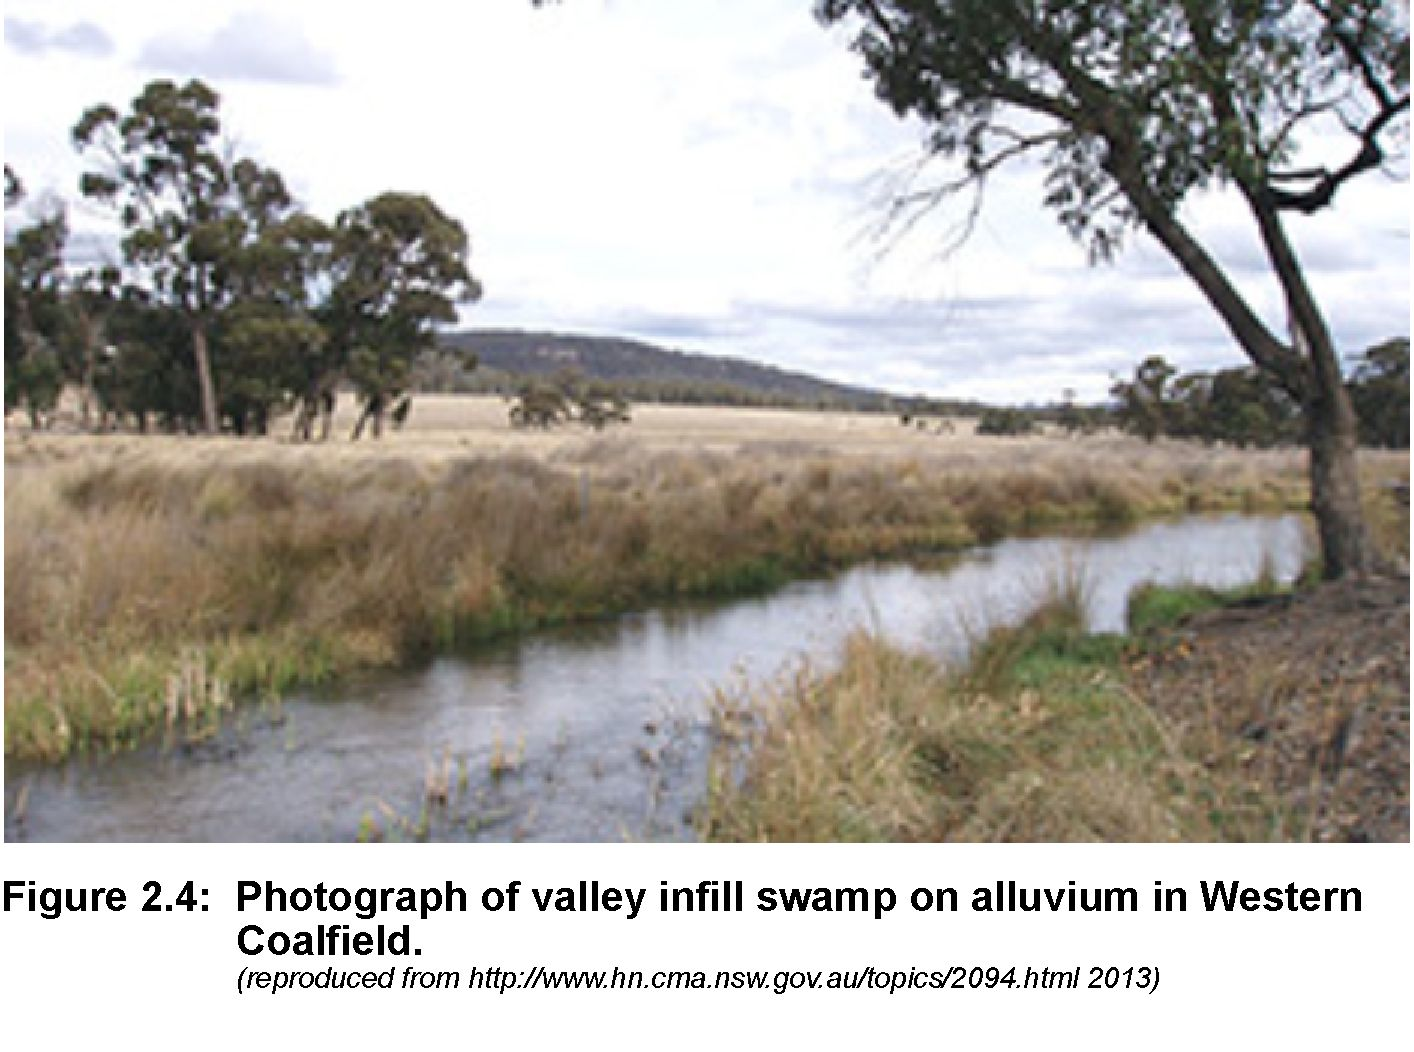 Figure 2.4: Photograph of valley infill swamp on alluvium in Western
Coalfield.
(reproduced from http://www.hn.cma.nsw.gov.au/topics/2094.html 2013)